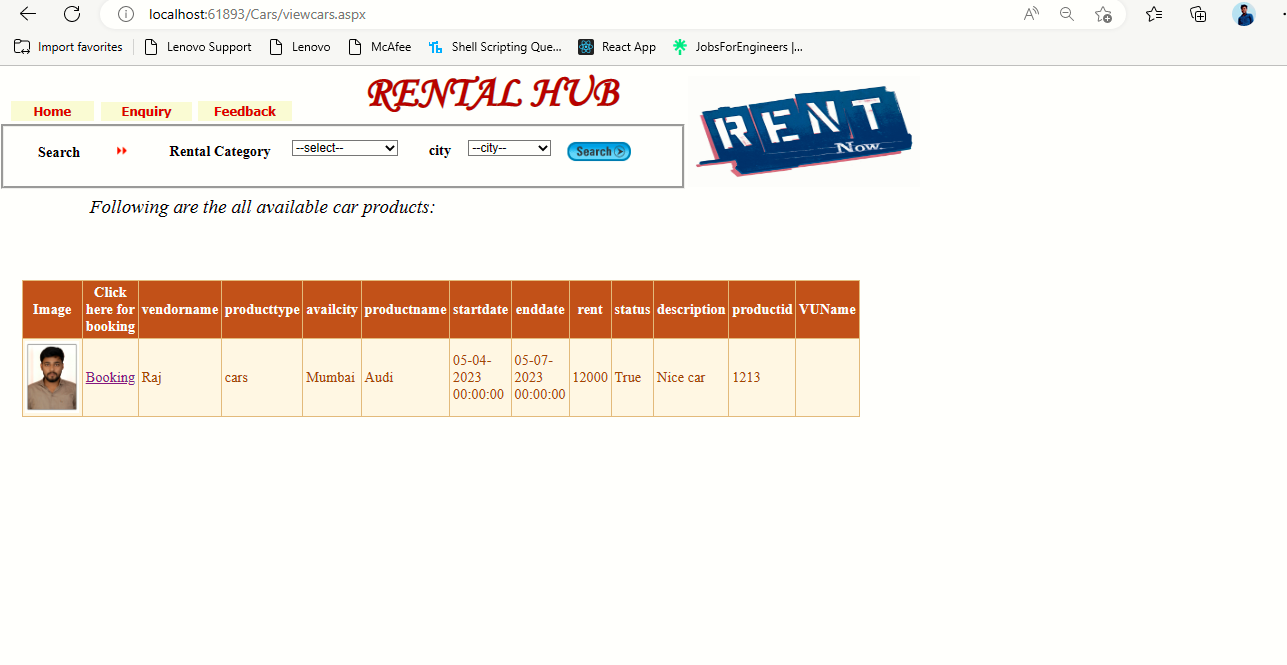 localhost:61893/Cars/viewcars.aspx
Import favorites Lenovo Support Lenovo McAfee Shell Scripting Que... React App JobsForEngineers |...
RENTAL HUB
Home Enquiry Feedback
RENT
Now
Search Rental Category --select-- city --city-- Search
Following are the all available car products:
Image Click here for booking vendorname producttype availcity productname startdate enddate rent status description productid VUName
Booking Raj cars Mumbai Audi 05-04-2023 00:00:00 05-07-2023 00:00:00 12000 True Nice car 1213